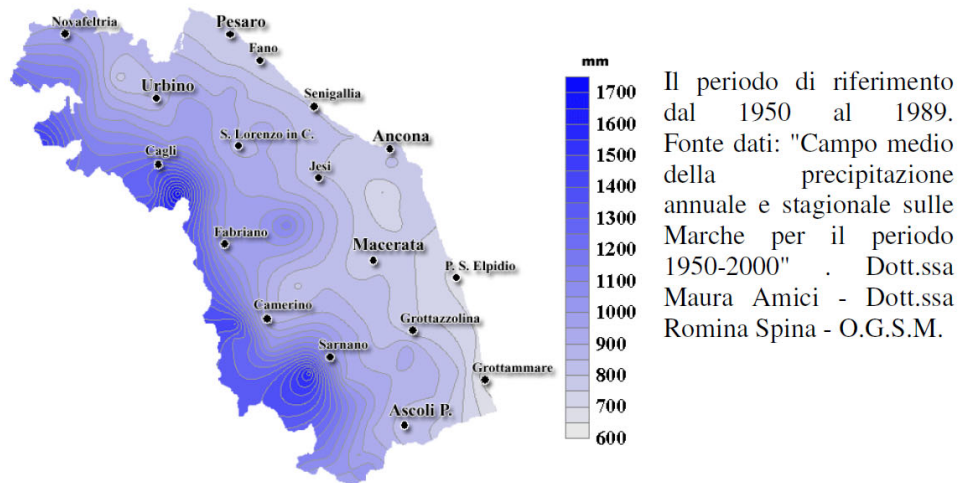 Novafeltria
Pesaro
Fano
Urbino
Senigallia
S. Lorenzo in C.
Ancona
Cagli
Jesi
Fabriano
Macerata
P. S. Elpidio
Camerino
Grottazzolina
Sarnano
Grottammare
Ascoli P.
mm
1700
1600
1500
1400
1300
1200
1100
1000
900
800
700
600
Il periodo di riferimento
dal 1950 al 1989.
Fonte dati: "Campo medio
della precipitazione
annuale e stagionale sulle
Marche per il periodo
1950-2000" . Dott.ssa
Maura Amici - Dott.ssa
Romina Spina - O.G.S.M.